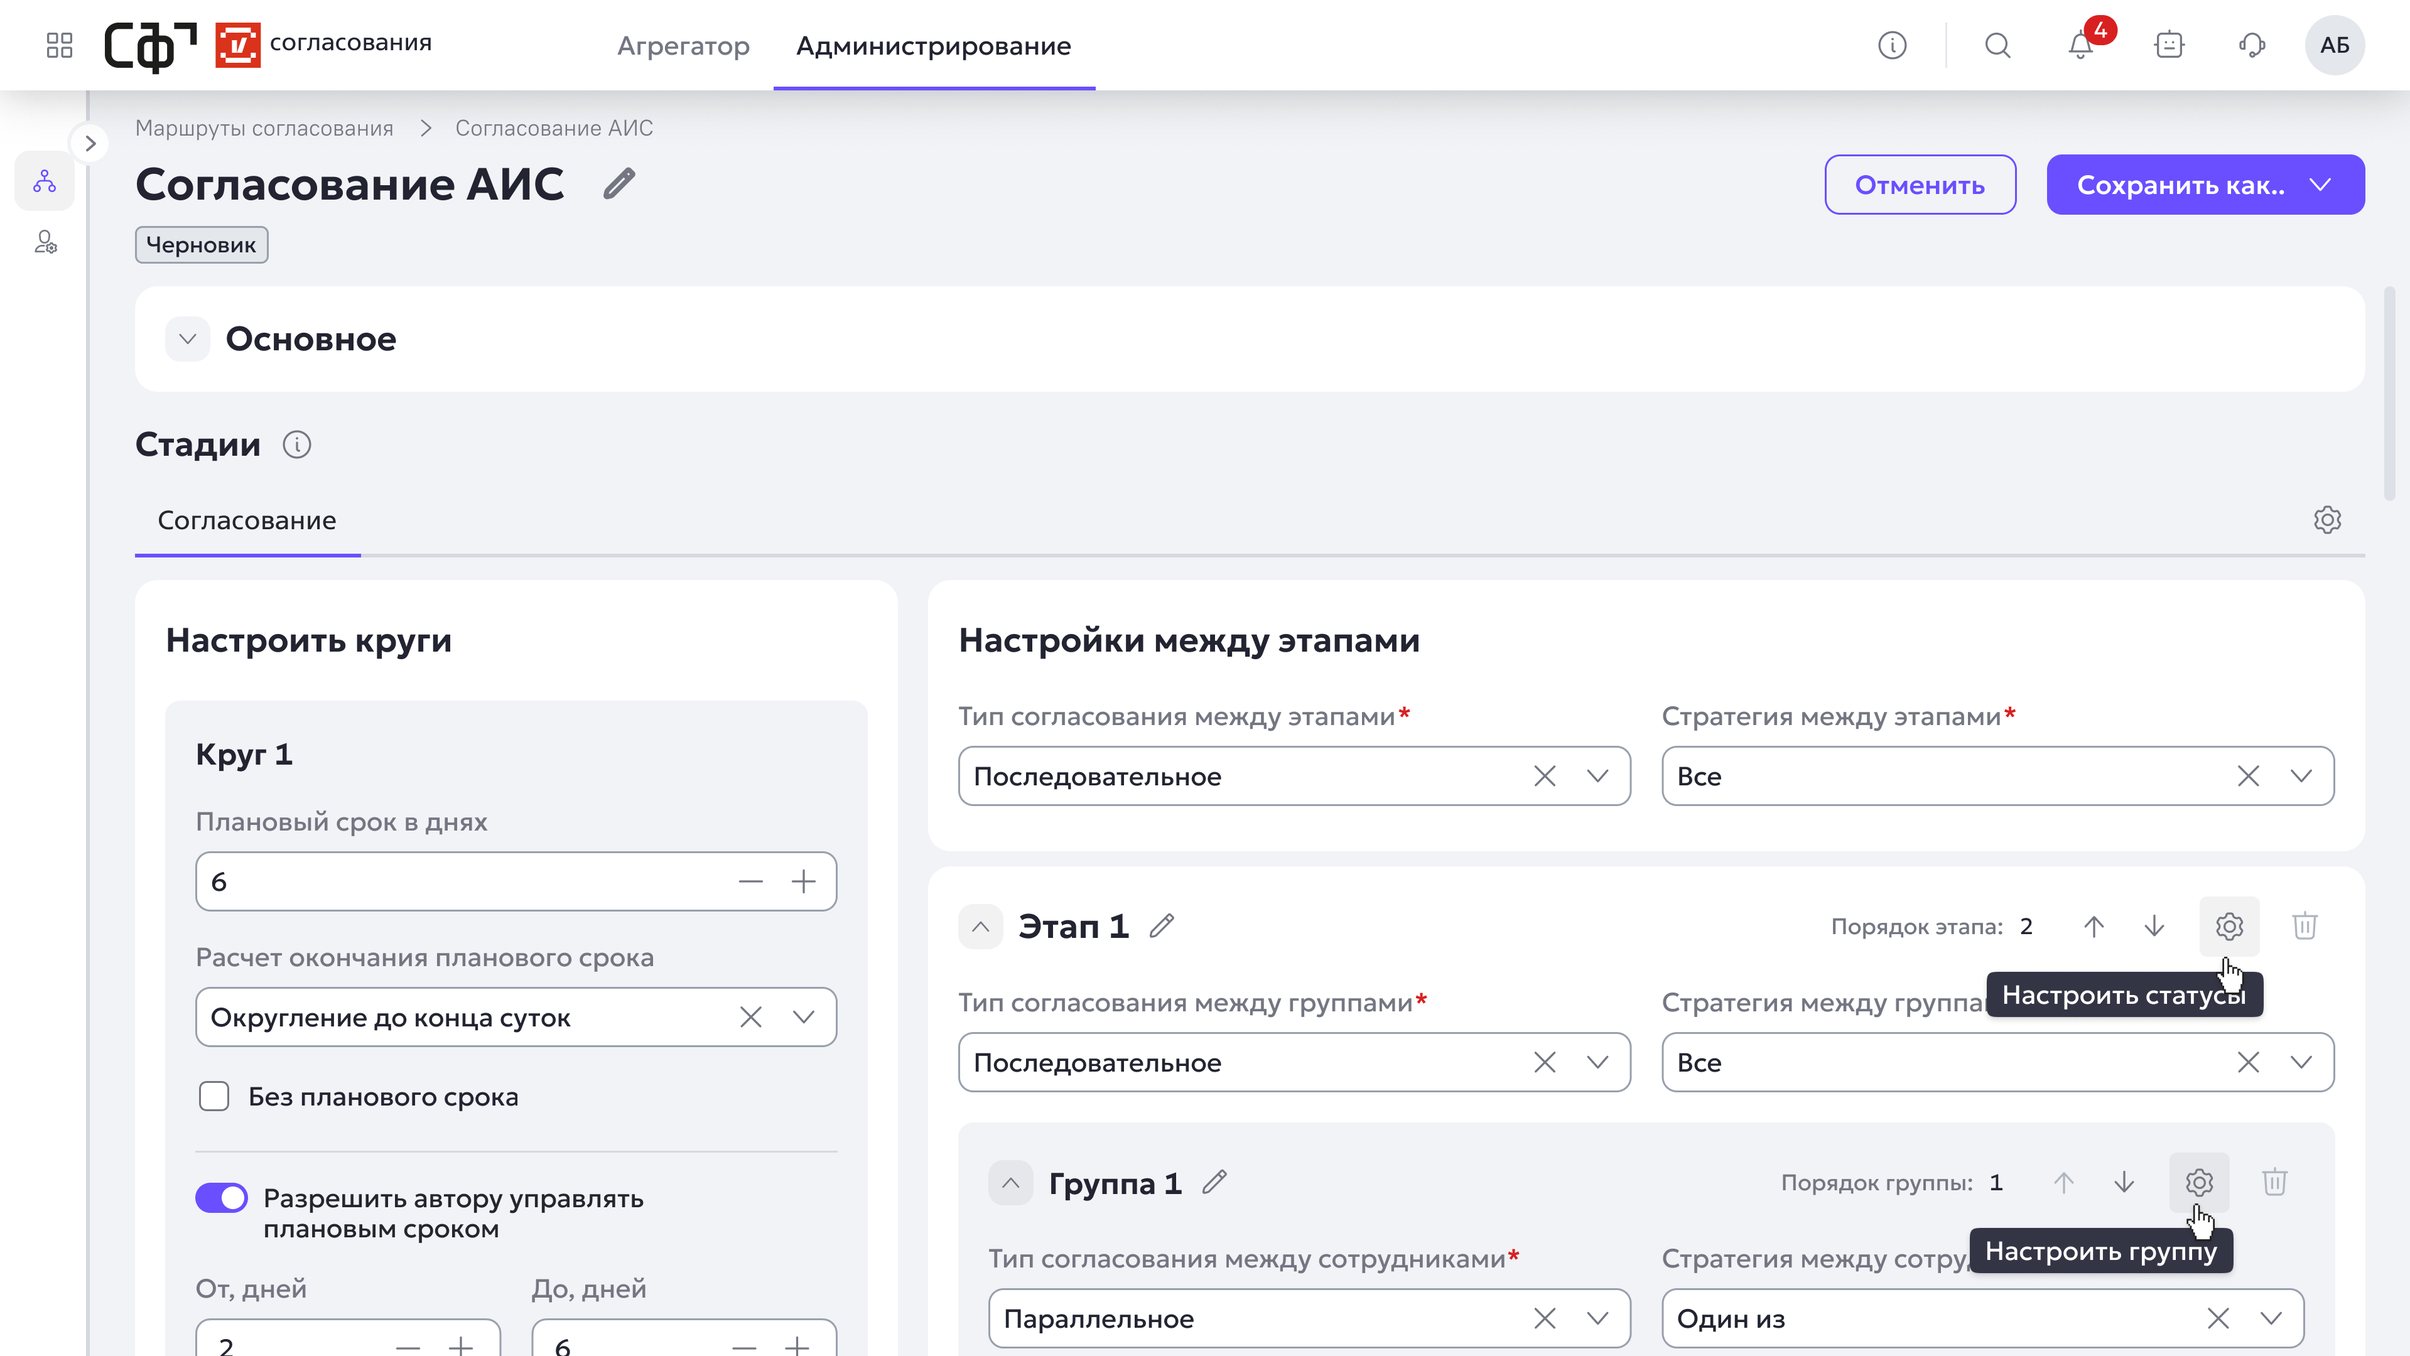 сф согласования
Агрегатор
Администрирование
4
АБ
Маршруты согласования
Согласование АИС
Согласование АИС
Отменить
Сохранить как..
Черновик
Основное
Стадии
Согласование
Настроить круги
Круг 1
Плановый срок в днях
6
Расчет окончания планового срока
Округление до конца суток
Без планового срока
Разрешить автору управлять
плановым сроком
От, дней
До, дней
2
6
Настройки между этапами
Тип согласования между этапами*
Стратегия между этапами*
Последовательное
Все
Этап 1
Порядок этапа: 2
Настроить статусы
Тип согласования между группами*
Стратегия между группа
Последовательное
Все
Группа 1
Порядок группы: 1
Настроить группу
Тип согласования между сотрудниками*
Стратегия между сотру
Параллельное
Один из